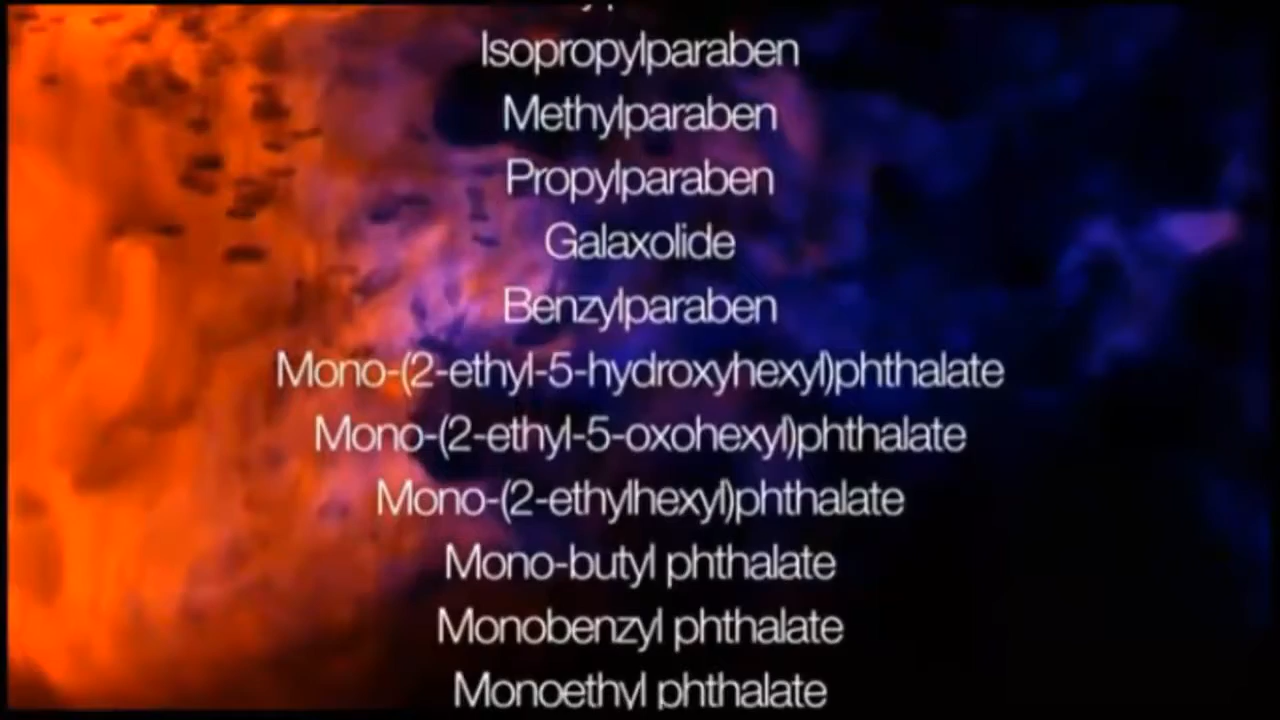 Isopropylparaben
Methylparaben
Propylparaben
Galaxolide
Benzylparaben
Mono-(2-ethyl-5-hydroxyhexyl)phthalate
Mono-(2-ethyl-5-oxohexyl)phthalate
Mono-(2-ethylhexyl)phthalate
Mono-butyl phthalate
Monobenzyl phthalate
Monoethyl phthalate